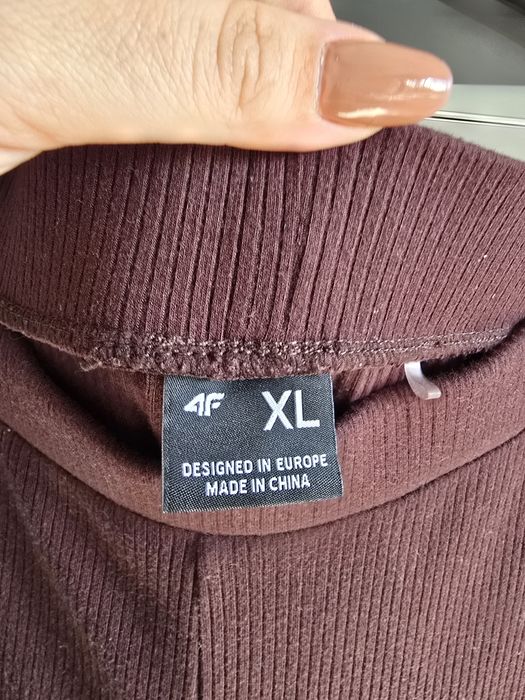 4F XL
DESIGNED IN EUROPE
MADE IN CHINA